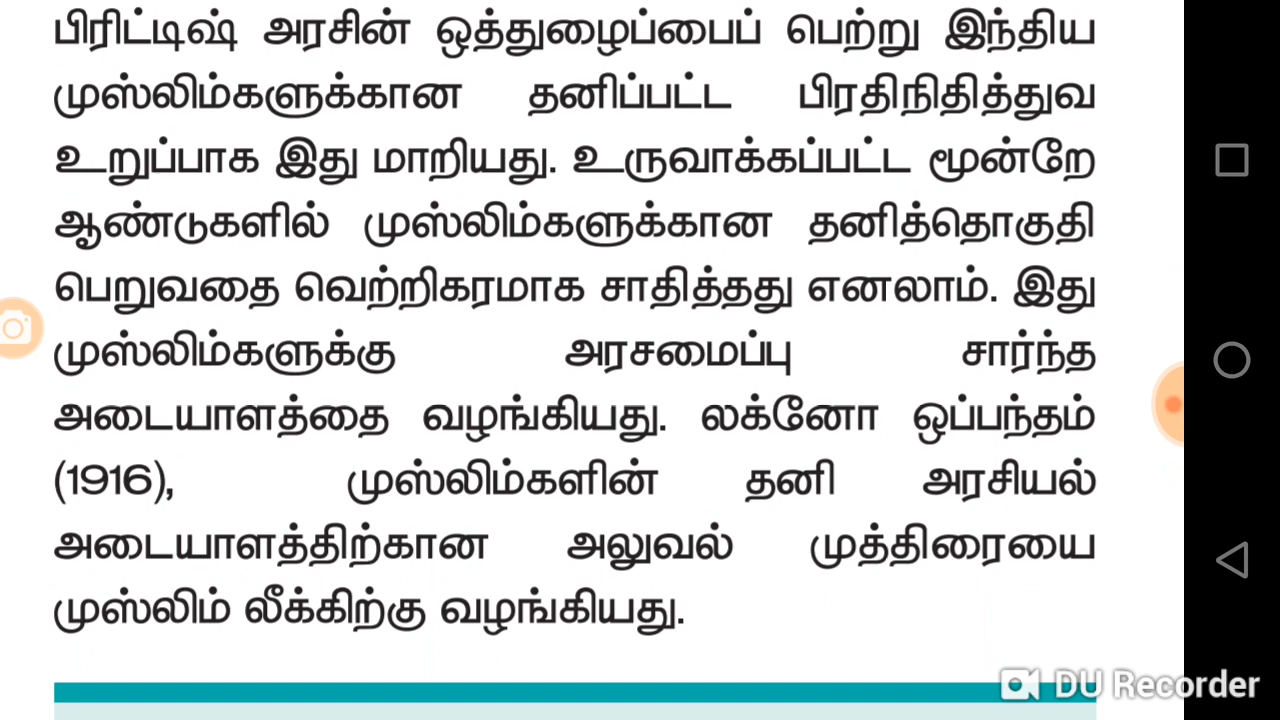 பிரிட்டிஷ் அரசின் ஒத்துழைப்பைப் பெற்று இந்திய
முஸ்லிம்களுக்கான தனிப்பட்ட பிரதிநிதித்துவ
உறுப்பாக இது மாறியது. உருவாக்கப்பட்ட மூன்றே
ஆண்டுகளில் முஸ்லிம்களுக்கான தனித்தொகுதி
பெறுவதை வெற்றிகரமாக சாதித்தது எனலாம். இது
முஸ்லிம்களுக்கு அரசமைப்பு சார்ந்த
அடையாளத்தை வழங்கியது. லக்னோ ஒப்பந்தம்
(1916), முஸ்லிம்களின் தனி அரசியல்
அடையாளத்திற்கான அலுவல் முத்திரையை
முஸ்லிம் லீக்கிற்கு வழங்கியது.
DU Recorder